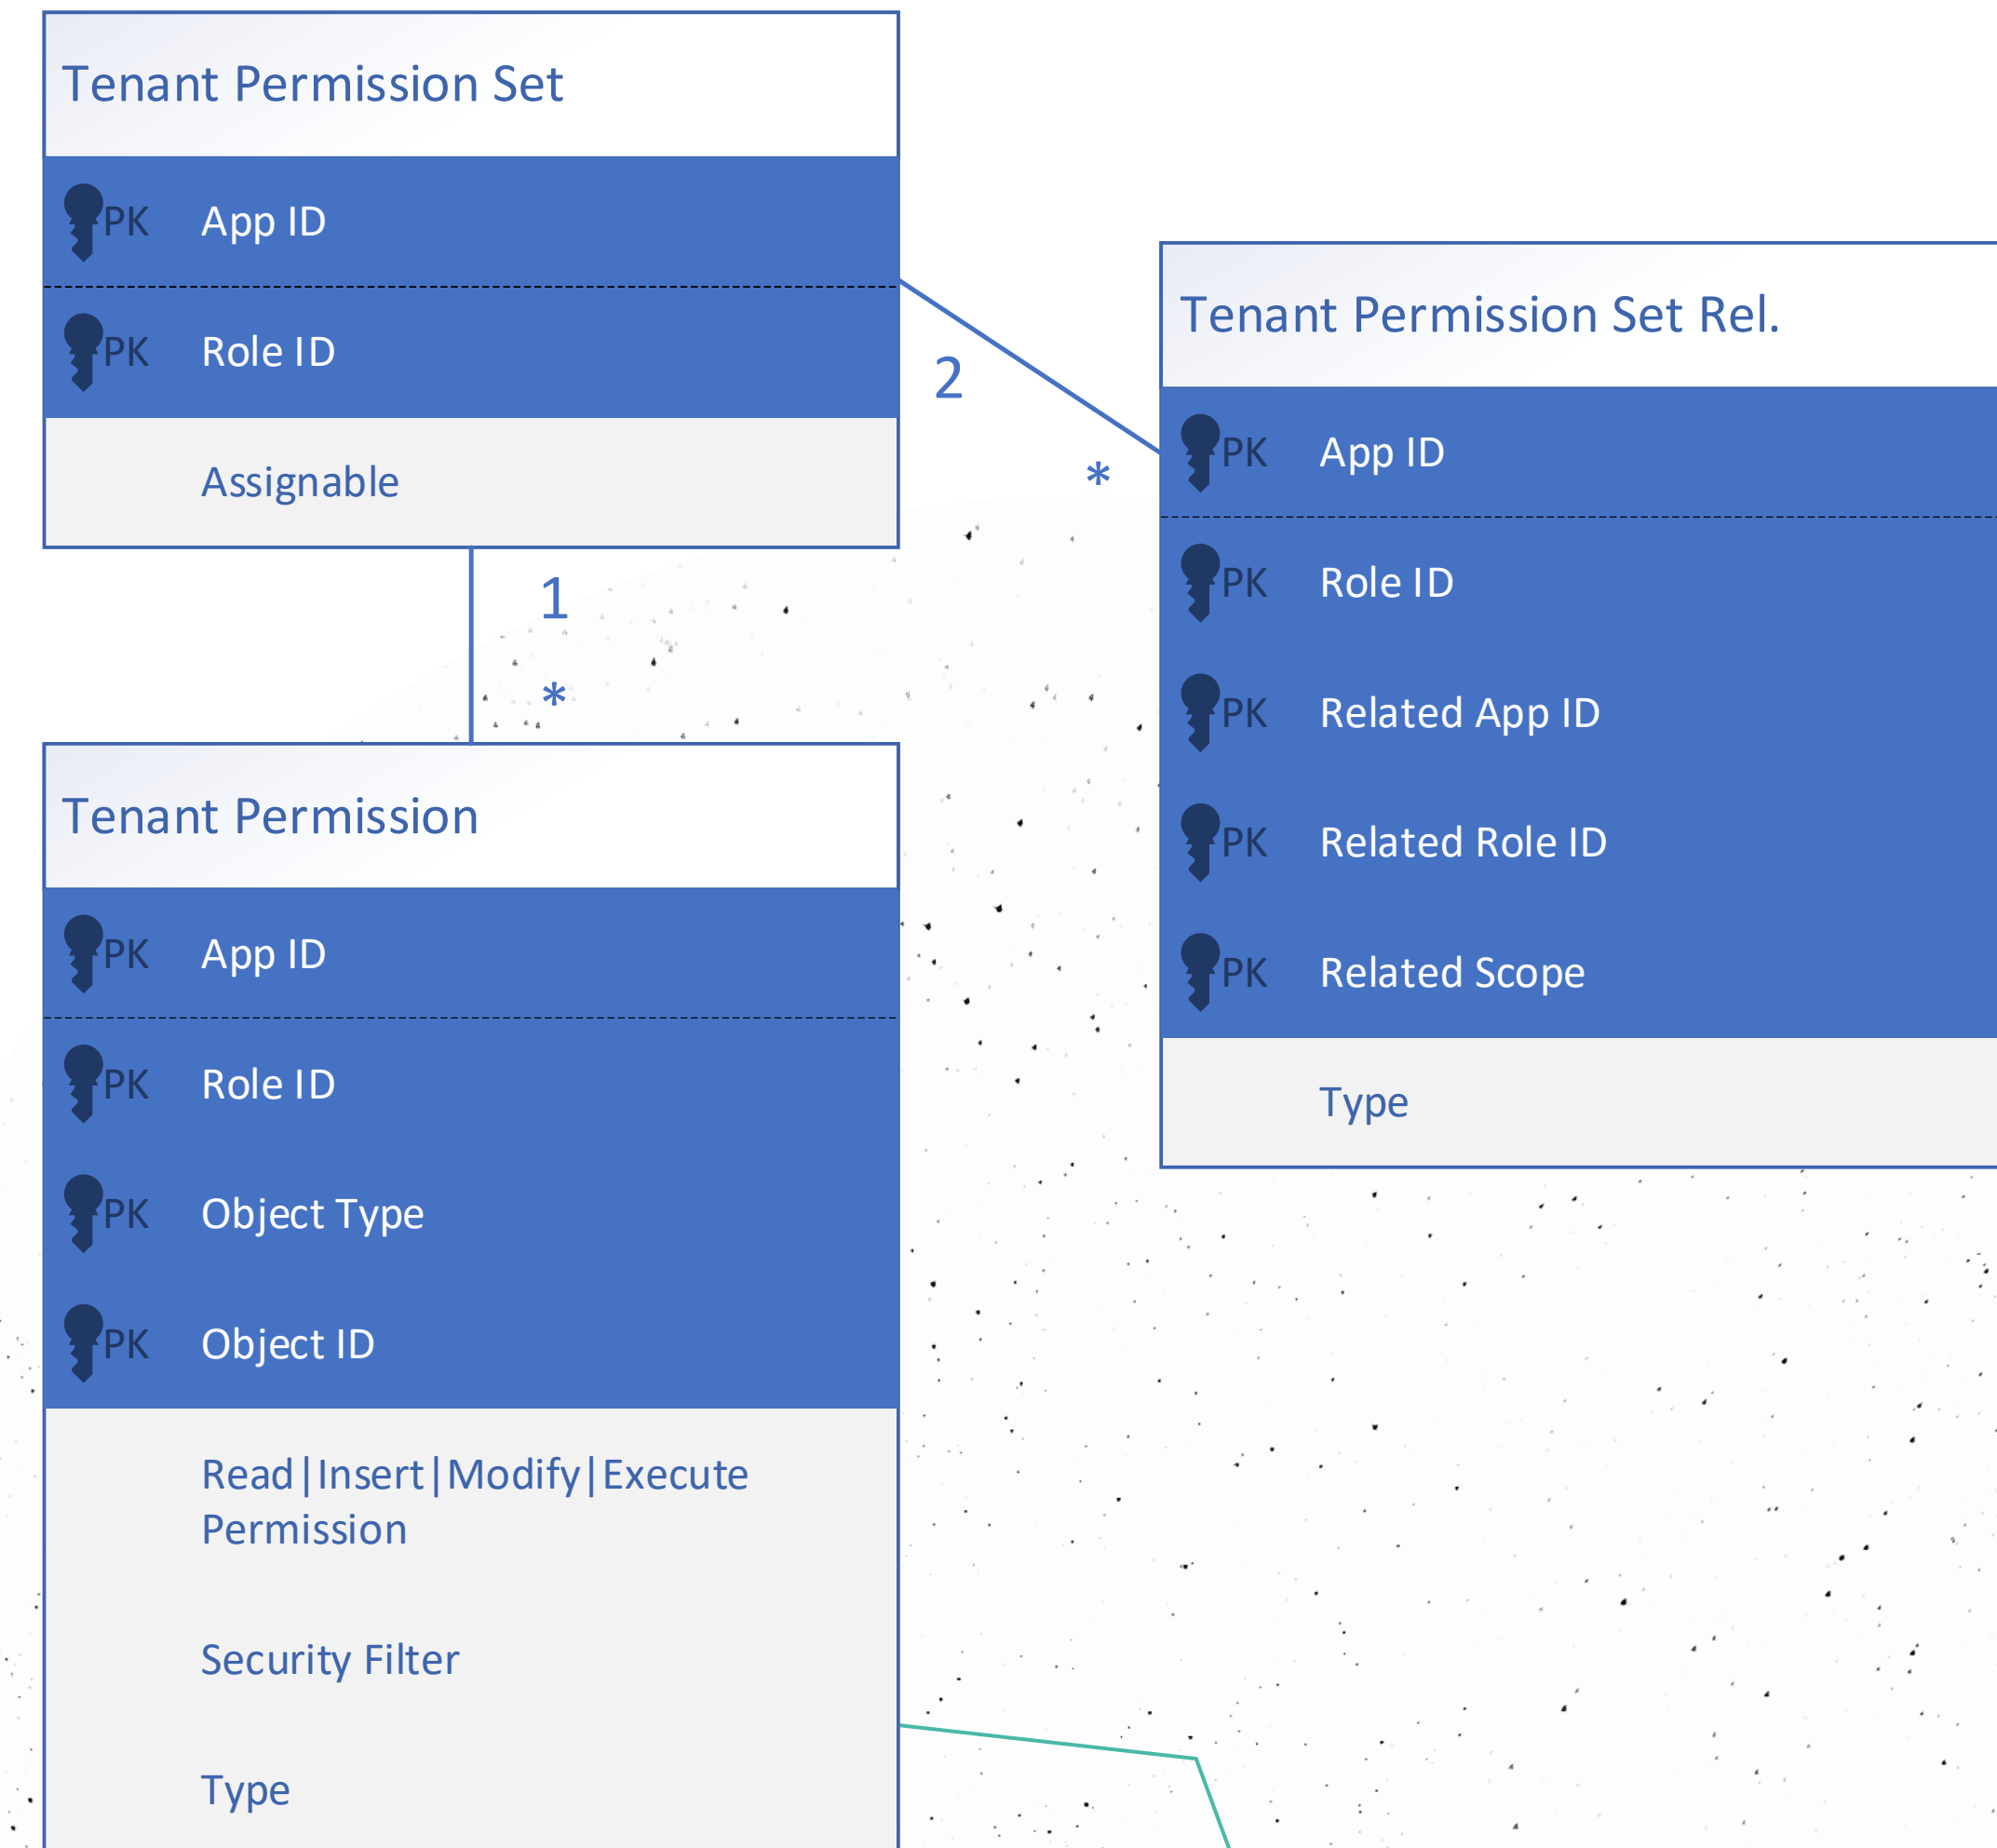 Tenant Permission Set
PK App ID
PK Role ID
Assignable
2
*
Tenant Permission Set Rel.
PK App ID
PK Role ID
PK Related App ID
PK Related Role ID
PK Related Scope
Type
1
*
Tenant Permission
PK App ID
PK Role ID
PK Object Type
PK Object ID
Read|Insert|Modify|Execute
Permission
Security Filter
Type